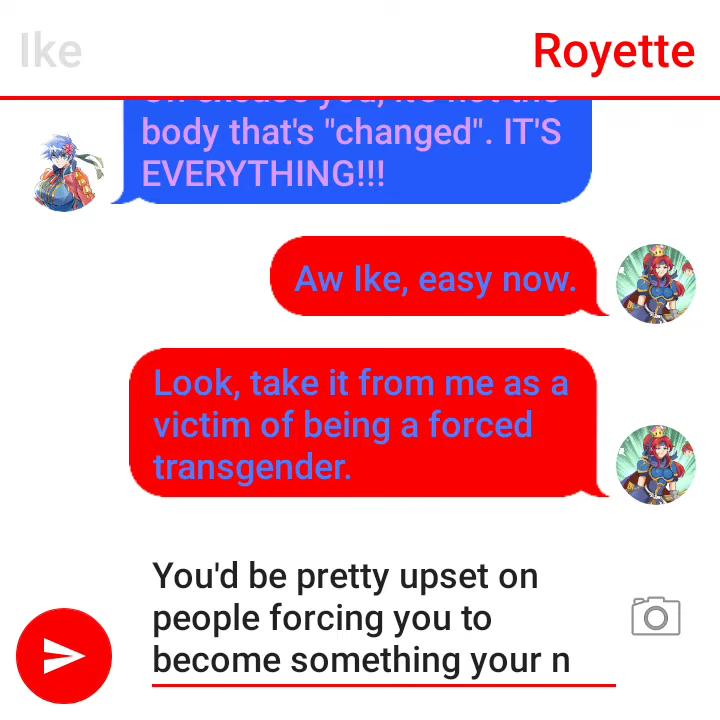 Ike
Royette
body that's "changed". IT'S
EVERYTHING!!!
Aw Ike, easy now.
Look, take it from me as a
victim of being a forced
transgender.
You'd be pretty upset on
people forcing you to
become something your n